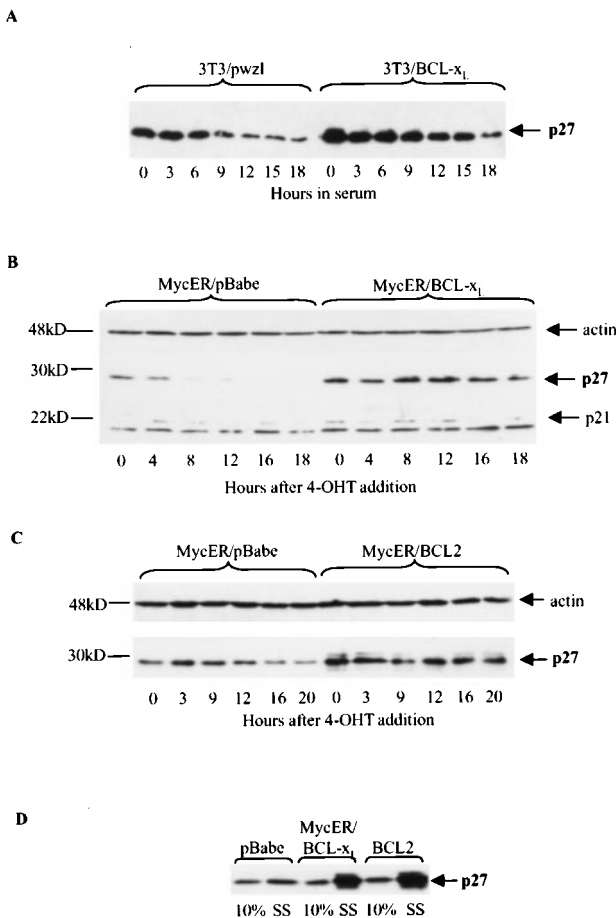 A
3T3/pwzl 3T3/BCL-xL
p27
0 3 6 9 12 15 18 0 3 6 9 12 15 18
Hours in serum
B
MycER/pBabe MycER/BCL-xL
48kD actin
30kD p27
22kD p21
0 4 8 12 16 18 0 4 8 12 16 18
Hours after 4-OHT addition
C
MycER/pBabe MycER/BCL2
48kD actin
30kD p27
0 3 9 12 16 20 0 3 9 12 16 20
Hours after 4-OHT addition
D
MycER/
pBabe BCL-xL BCL2
p27
10% SS 10% SS 10% SS